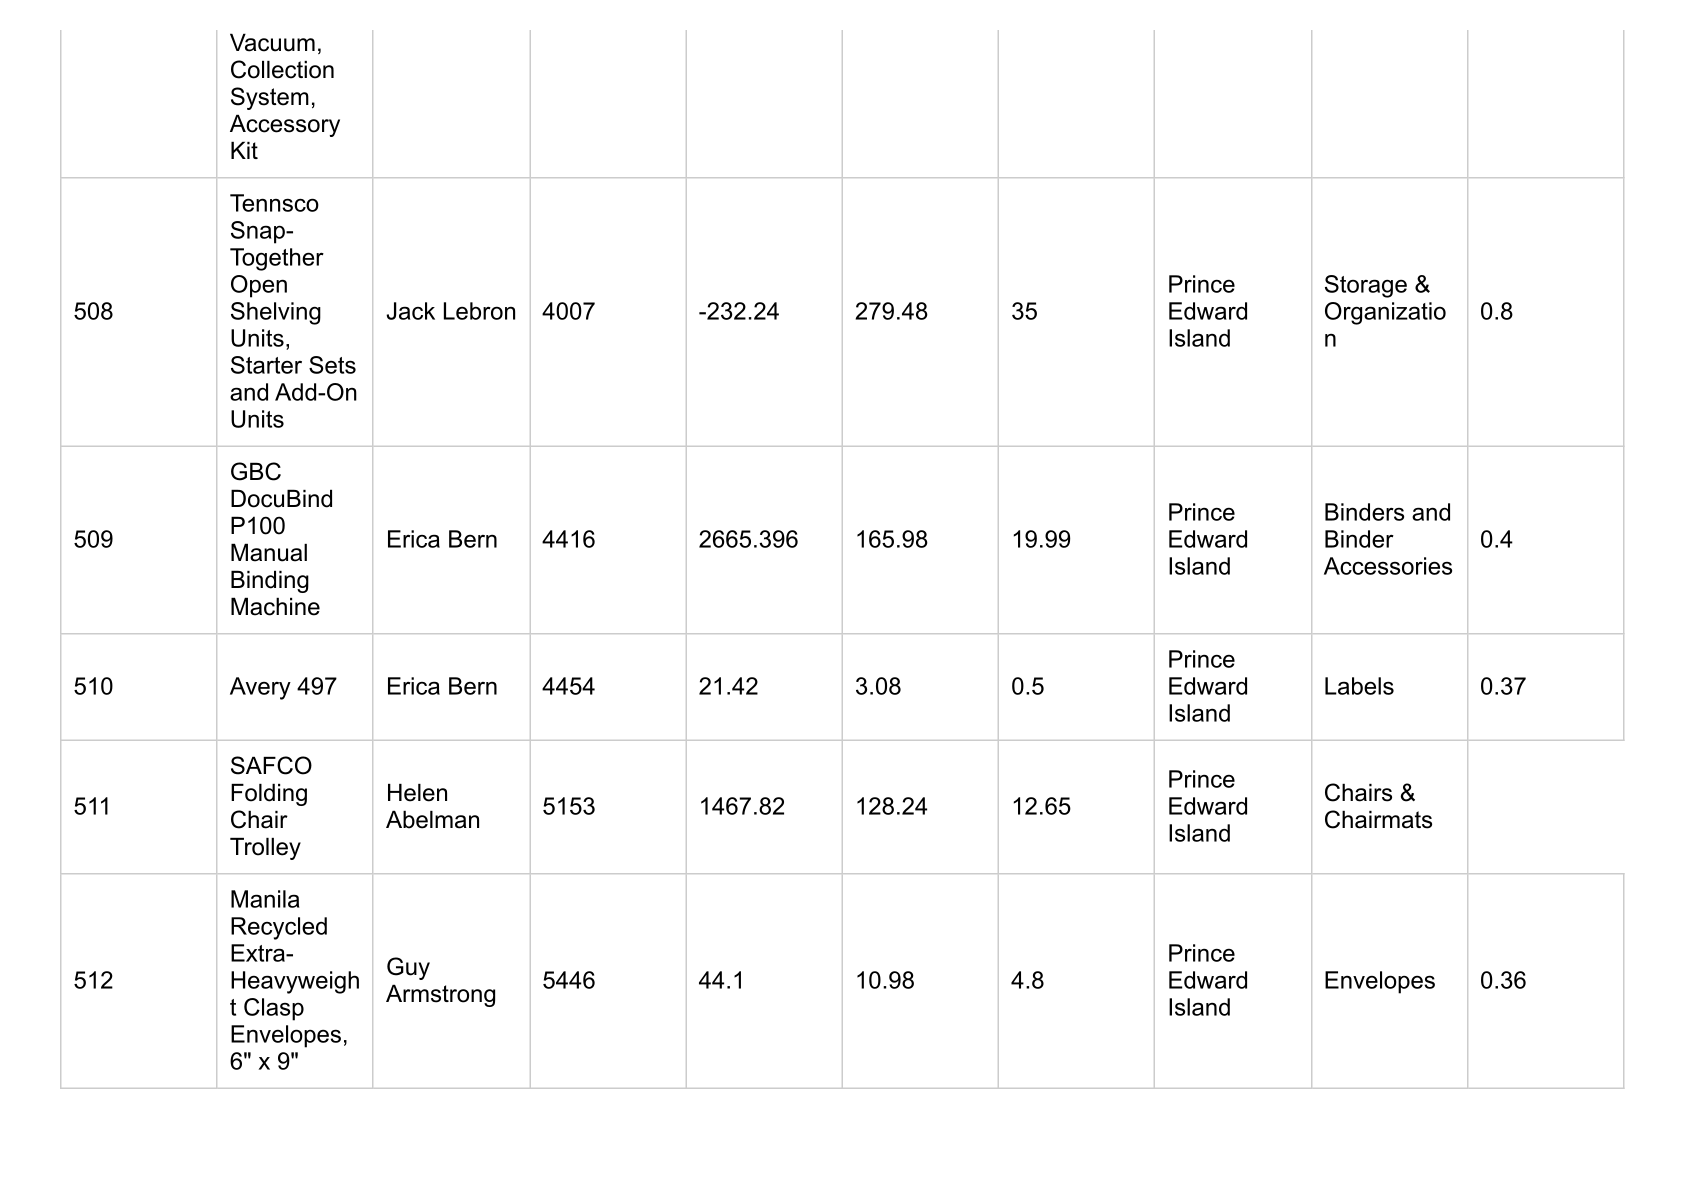 Vacuum,
Collection
System,
Accessory
Kit
508
Tennsco
Snap-
Together
Open
Shelving
Units,
Starter Sets
and Add-On
Units
Jack Lebron
4007
-232.24
279.48
35
Prince
Edward
Island
Storage &
Organizatio
n
0.8
509
GBC
DocuBind
P100
Manual
Binding
Machine
Erica Bern
4416
2665.396
165.98
19.99
Prince
Edward
Island
Binders and
Binder
Accessories
0.4
510
Avery 497
Erica Bern
4454
21.42
3.08
0.5
Prince
Edward
Island
Labels
0.37
511
SAFCO
Folding
Chair
Trolley
Helen
Abelman
5153
1467.82
128.24
12.65
Prince
Edward
Island
Chairs &
Chairmats
512
Manila
Recycled
Extra-
Heavyweigh
t Clasp
Envelopes,
6" x 9"
Guy
Armstrong
5446
44.1
10.98
4.8
Prince
Edward
Island
Envelopes
0.36